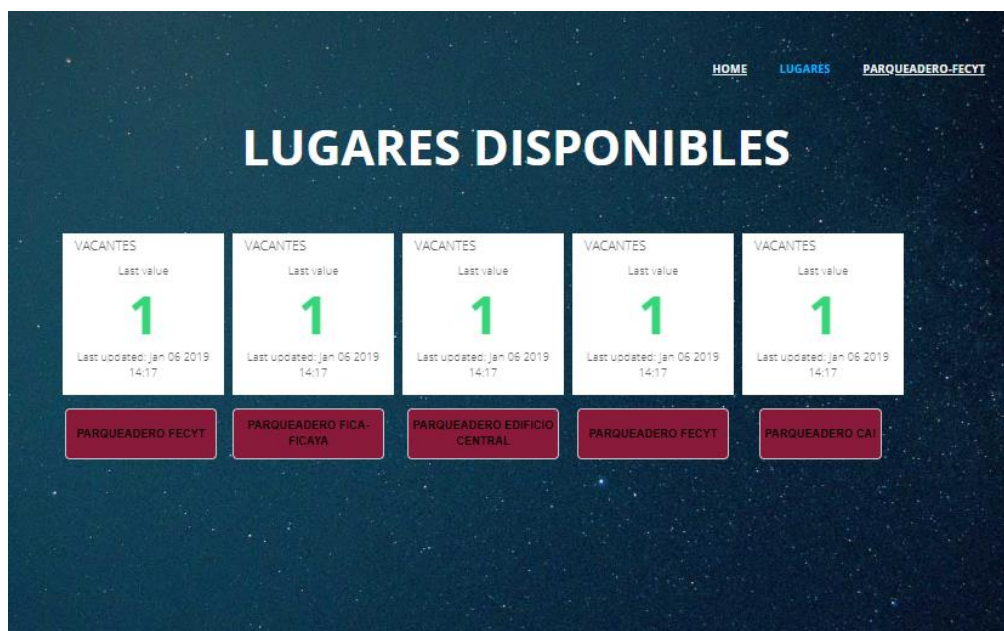 HOME LUGARES PARQUEADERO-FECYT
LUGARES DISPONIBLES
VACANTES
Last value
1
Last updated: Jan 06 2019
14:17
PARQUEADERO FECYT
VACANTES
Last value
1
Last updated: Jan 06 2019
14:17
PARQUEADERO FICA-
FICAYA
VACANTES
Last value
1
Last updated: Jan 06 2019
14:17
PARQUEADERO EDIFICIO
CENTRAL
VACANTES
Last value
1
Last updated: Jan 06 2019
14:17
PARQUEADERO FECYT
VACANTES
Last value
1
Last updated: Jan 06 2019
14:17
PARQUEADERO CAI